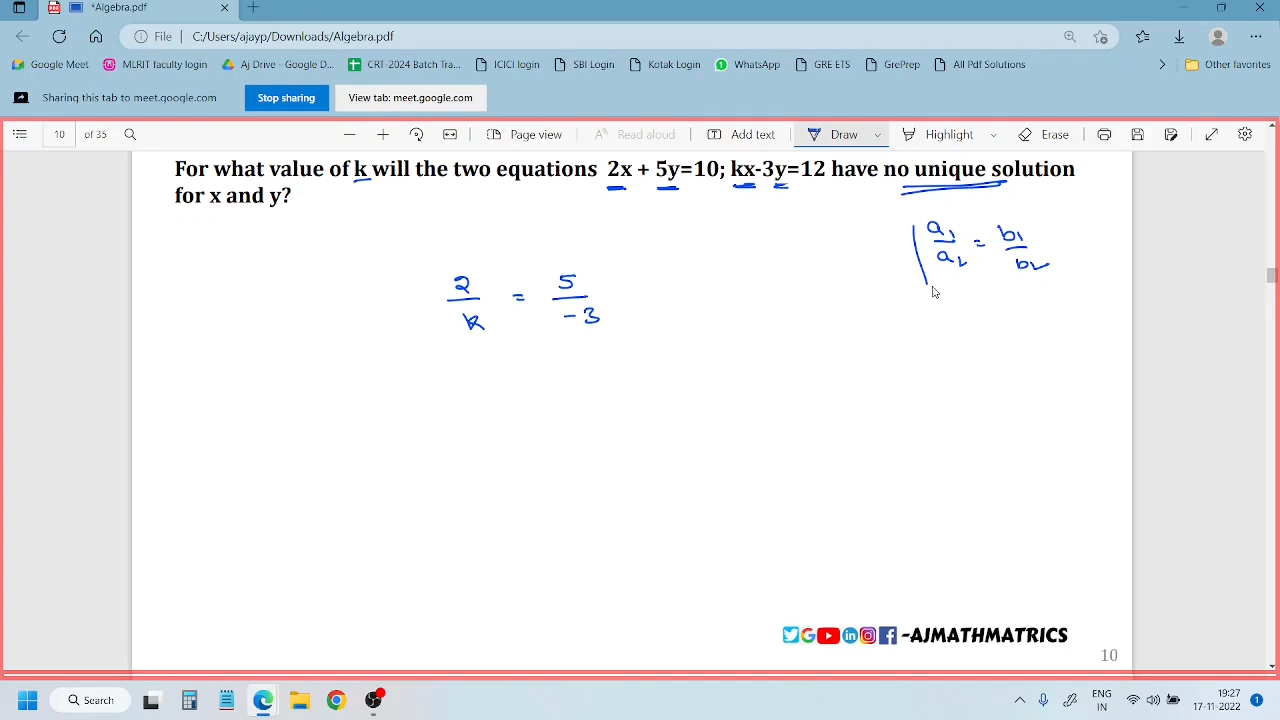 *Algebra.pdf
File C:/Users/ajayp/Downloads/Algebra.pdf
Google Meet MLRIT faculty login Aj Drive - Google D... CRT-2024 Batch Tra... ICICI login SBI Login Kotak Login WhatsApp GRE ETS GrePrep All Pdf Solutions Other favorites
Sharing this tab to meet.google.com Stop sharing View tab: meet.google.com
10 of 35 Page view Read aloud Add text Draw Highlight Erase
For what value of k will the two equations 2x + 5y=10; kx-3y=12 have no unique solution
for x and y?
a1/a2 = b1/b2
2/k = 5/-3
-AJMATHMATRICS
10
Search ENG 19:27
IN 17-11-2022 1